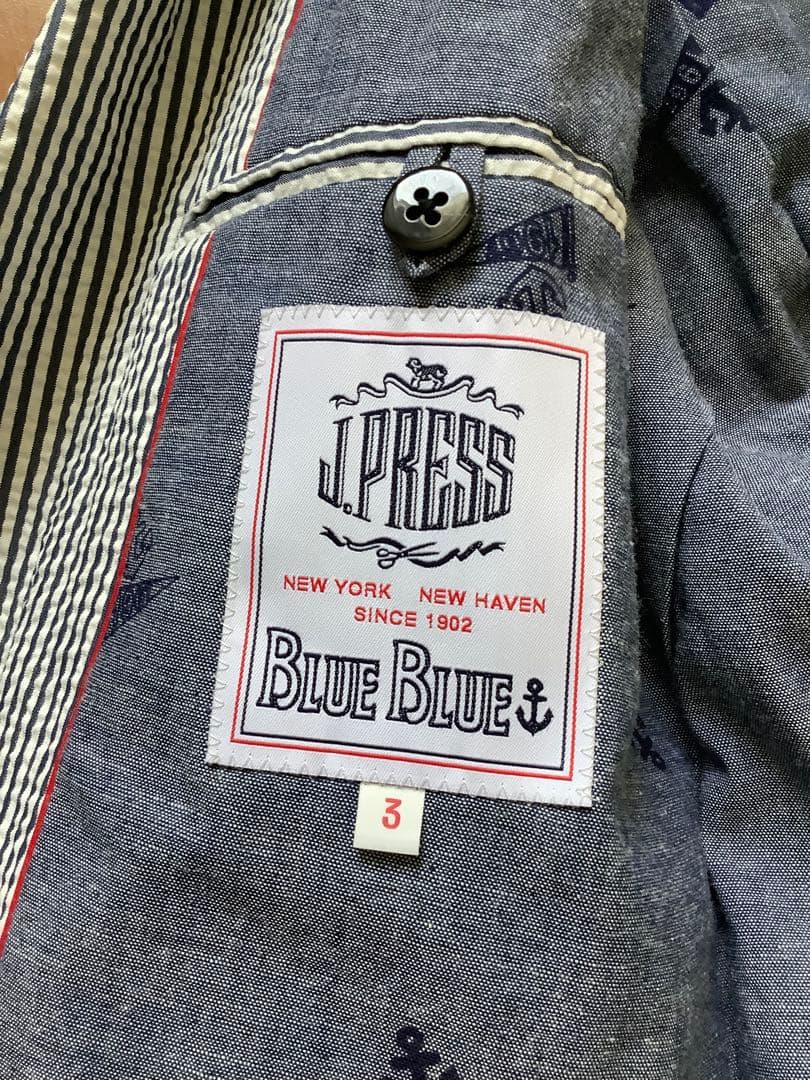 J.PRESS
NEW YORK NEW HAVEN
SINCE 1902
BLUE BLUE
3